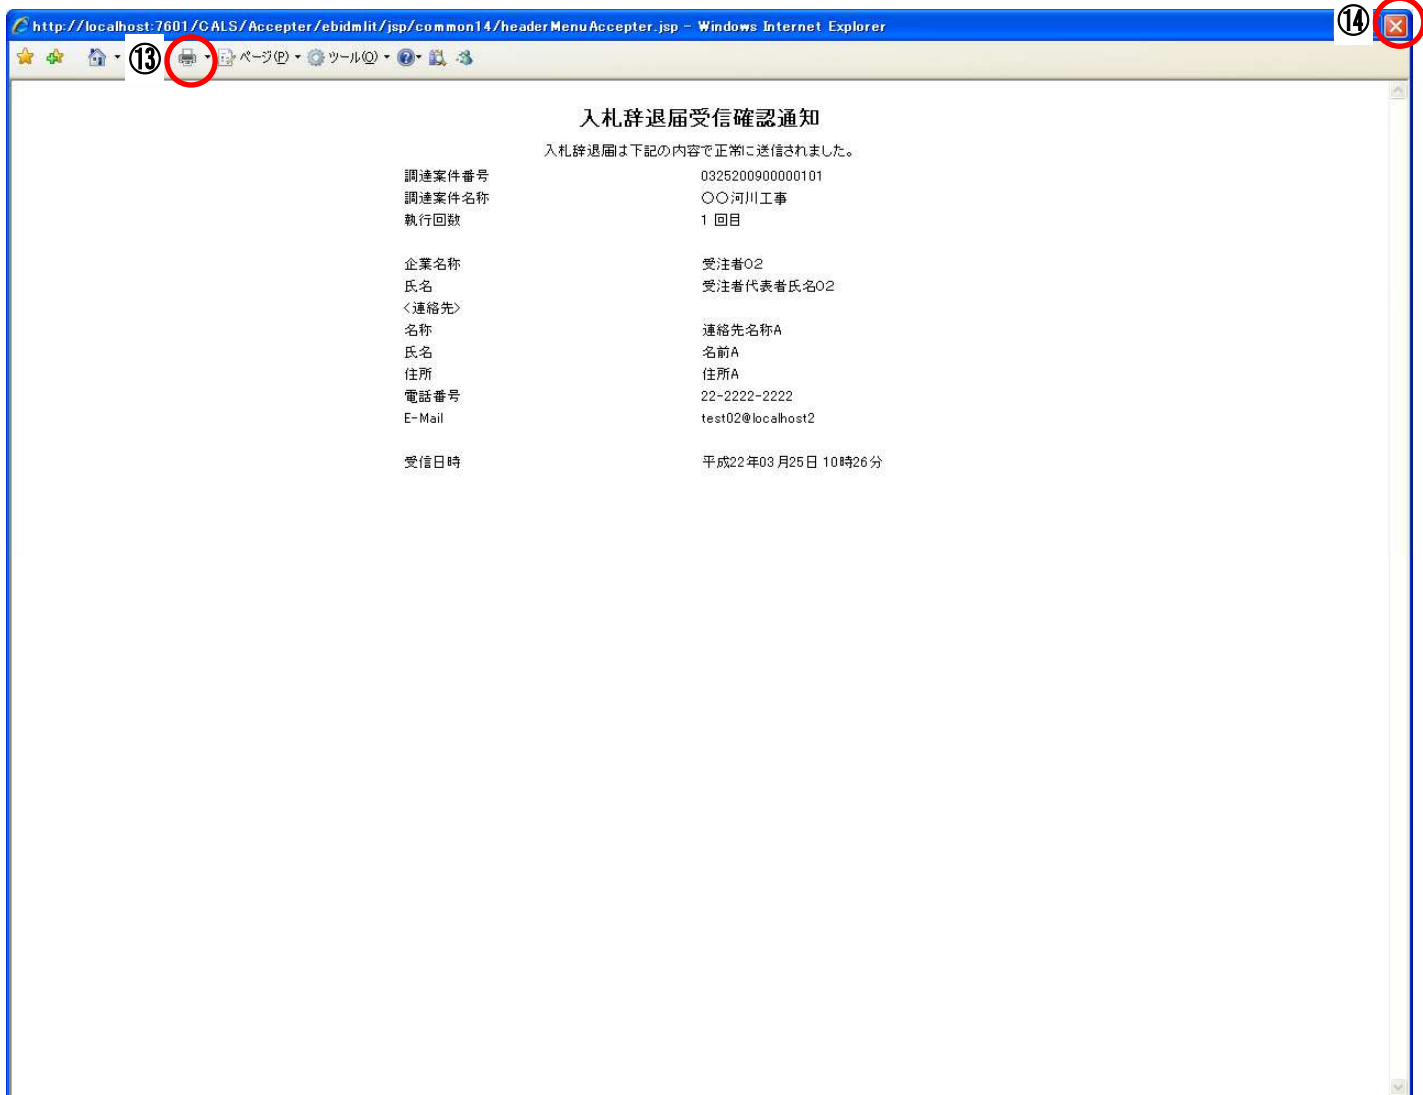 http://localhost:7601/CALS/Accepter/ebidmlit/jsp/common14/headerMenuAccepter.jsp - Windows Internet Explorer
⑭
⑬ ページ(P) ツール(O)
入札辞退届受信確認通知
入札辞退届は下記の内容で正常に送信されました。
調達案件番号 0325200900000101
調達案件名称 〇〇河川工事
執行回数 1 回目
企業名称 受注者02
氏名 受注者代表者氏名02
<連絡先>
名称 連絡先名称A
氏名 名前A
住所 住所A
電話番号 22-2222-2222
E-Mail test02@localhost2
受信日時 平成22年03月25日 10時26分